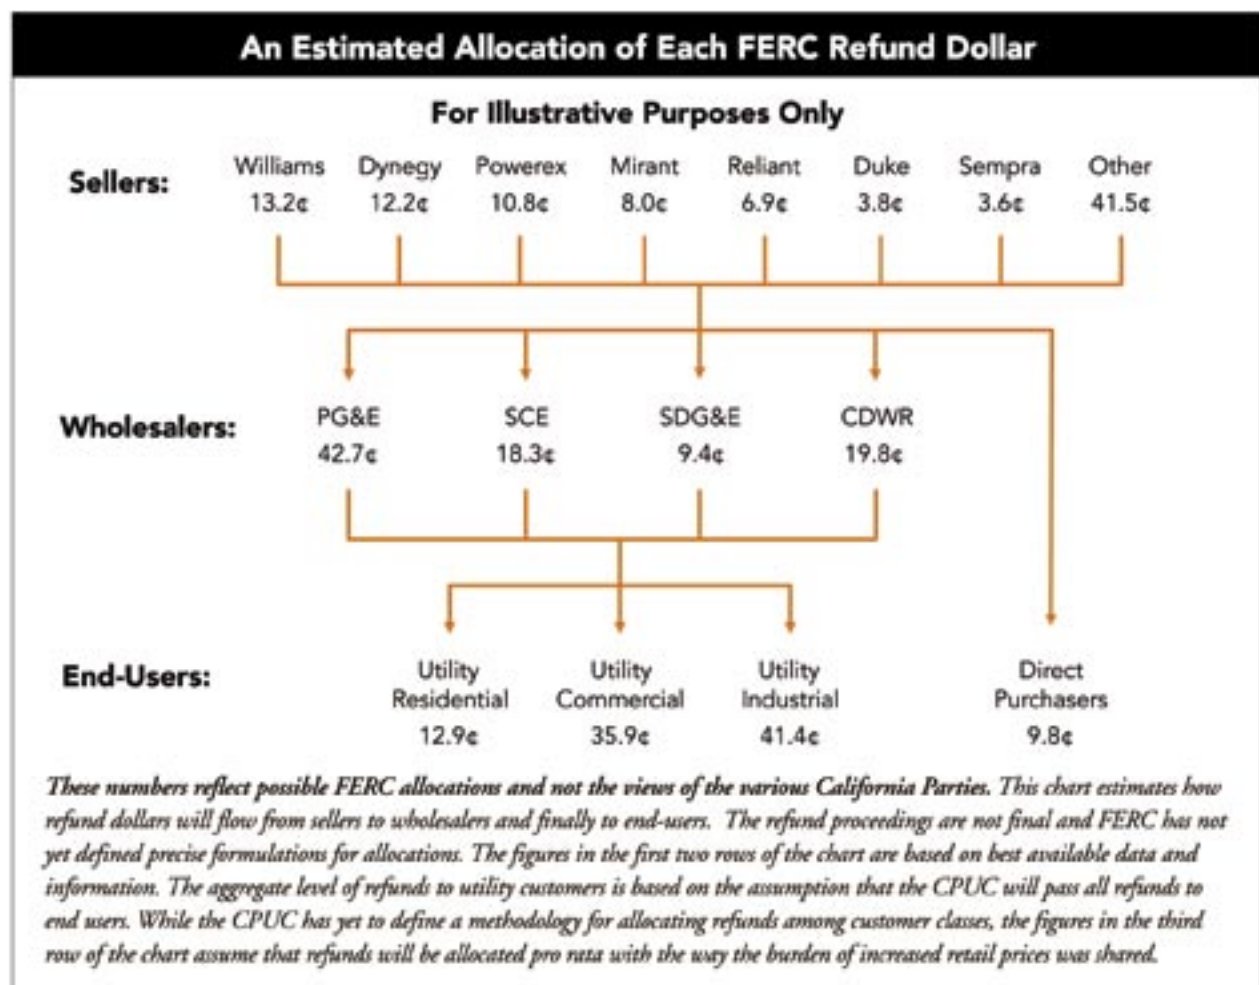 An Estimated Allocation of Each FERC Refund Dollar
For Illustrative Purposes Only
Sellers:
Williams Dynegy Powerex Mirant Reliant Duke Sempra Other
13.2¢ 12.2¢ 10.8¢ 8.0¢ 6.9¢ 3.8¢ 3.6¢ 41.5¢
Wholesalers:
PG&E SCE SDG&E CDWR
42.7¢ 18.3¢ 9.4¢ 19.8¢
End-Users:
Utility Utility Utility Direct
Residential Commercial Industrial Purchasers
12.9¢ 35.9¢ 41.4¢ 9.8¢
These numbers reflect possible FERC allocations and not the views of the various California Parties. This chart estimates how
refund dollars will flow from sellers to wholesalers and finally to end-users. The refund proceedings are not final and FERC has not
yet defined precise formulations for allocations. The figures in the first two rows of the chart are based on best available data and
information. The aggregate level of refunds to utility customers is based on the assumption that the CPUC will pass all refunds to
end users. While the CPUC has yet to define a methodology for allocating refunds among customer classes, the figures in the third
row of the chart assume that refunds will be allocated pro rata with the way the burden of increased retail prices was shared.